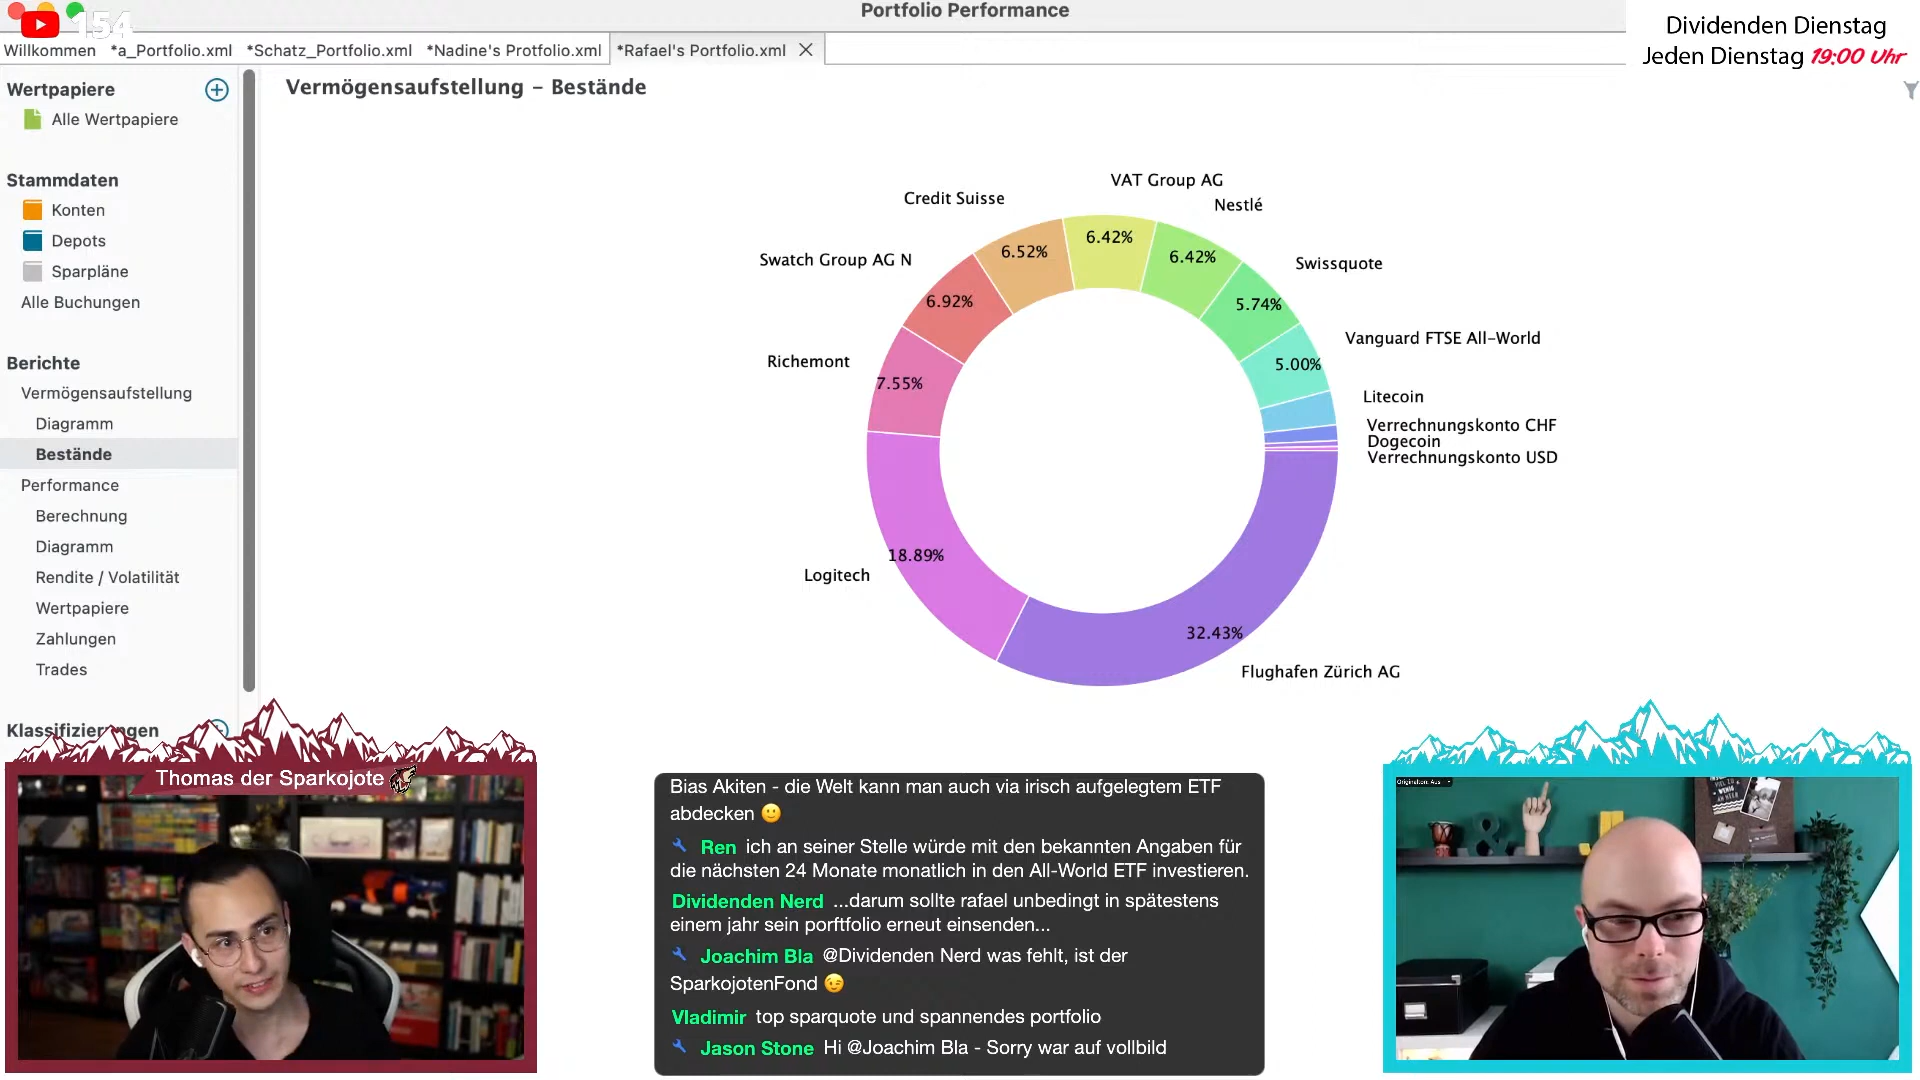 Portfolio Performance
154
Dividenden Dienstag
Jeden Dienstag 19:00 Uhr
Willkommen *a_Portfolio.xml *Schatz_Portfolio.xml *Nadine's Protfolio.xml *Rafael's Portfolio.xml
Wertpapiere
Alle Wertpapiere
Stammdaten
Konten
Depots
Sparpläne
Alle Buchungen
Berichte
Vermögensaufstellung
Diagramm
Bestände
Performance
Berechnung
Diagramm
Rendite / Volatilität
Wertpapiere
Zahlungen
Trades
Klassifizierungen
Vermögensaufstellung - Bestände
VAT Group AG
Credit Suisse
Nestlé
6.42%
6.52%
6.42%
Swatch Group AG N
Swissquote
6.92%
5.74%
Vanguard FTSE All-World
Richemont
5.00%
7.55%
Litecoin
Verrechnungskonto CHF
Dogecoin
Verrechnungskonto USD
18.89%
Logitech
32.43%
Flughafen Zürich AG
Thomas der Sparkojote
Bias Akiten - die Welt kann man auch via irisch aufgelegtem ETF
abdecken 🙂
Ren ich an seiner Stelle würde mit den bekannten Angaben für
die nächsten 24 Monate monatlich in den All-World ETF investieren.
Dividenden Nerd ...darum sollte rafael unbedingt in spätestens
einem jahr sein porftfolio erneut einsenden...
Joachim Bla @Dividenden Nerd was fehlt, ist der
SparkojotenFond 😉
Vladimir top sparquote und spannendes portfolio
Jason Stone Hi @Joachim Bla - Sorry war auf vollbild
Originalton: Aus